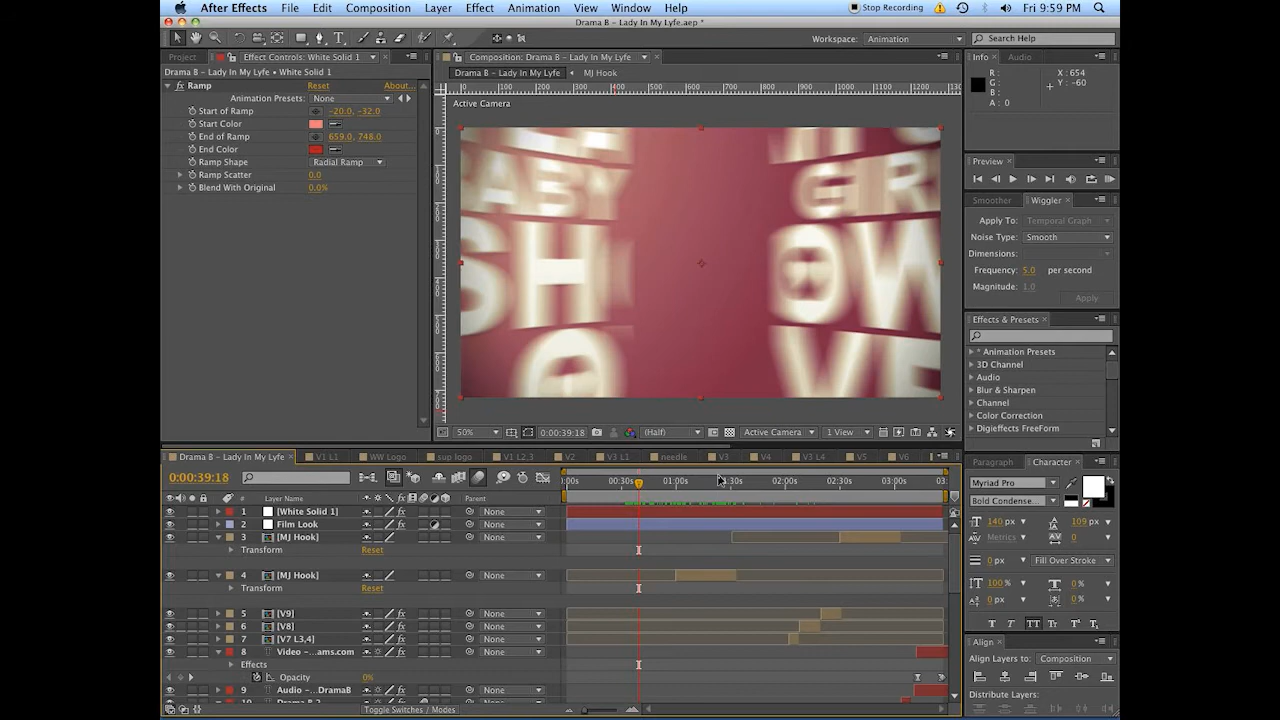 After Effects File Edit Composition Layer Effect Animation View Window Help Stop Recording Fri 9:59 PM
Drama B - Lady In My Lyfe.aep *
Workspace: Animation Search Help
Project Effect Controls: White Solid 1 Composition: Drama B - Lady In My Lyfe Info Audio
Drama B - Lady In My Lyfe • White Solid 1 Drama B - Lady In My Lyfe MJ Hook
Ramp Reset About...
Animation Presets: None
Start of Ramp -20.0, -32.0
Start Color
End of Ramp 659.0, 748.0
End Color
Ramp Shape Radial Ramp
Ramp Scatter 0.0
Blend With Original 0.0%
Active Camera
BABY GIR
SH OW
R: G: B: A: 0
X: 654
Y: -60
Preview
Smoother Wiggler
Apply To: Temporal Graph
Noise Type: Smooth
Dimensions:
Frequency: 5.0 per second
Magnitude: 1.0
Apply
Effects & Presets
* Animation Presets
3D Channel
Audio
Blur & Sharpen
Channel
Color Correction
Digieffects FreeForm
50% 0:00:39:18 (Half) Active Camera 1 View
Drama B - Lady In My Lyfe V1 L1 WW Logo sup logo V1 L2,3 V2 V3 L1 needle V3 V4 V3 L4 V5 V6
0:00:39:18 00s 00:30s 01:00s 01:30s 02:00s 02:30s 03:
# Layer Name Parent
1 [White Solid 1] None
2 Film Look None
3 [MJ Hook] None
Transform Reset
4 [MJ Hook] None
Transform Reset
5 [V9] None
6 [V8] None
7 [V7 L3,4] None
8 Video -...ams.com None
Effects
Opacity 0%
9 Audio -...DramaB None
Toggle Switches / Modes
Paragraph Character
Myriad Pro
Bold Condense...
140 px 109 px
Metrics 0
0 px Fill Over Stroke
100% 0%
0 px 0%
Align
Align Layers to: Composition
Distribute Layers: